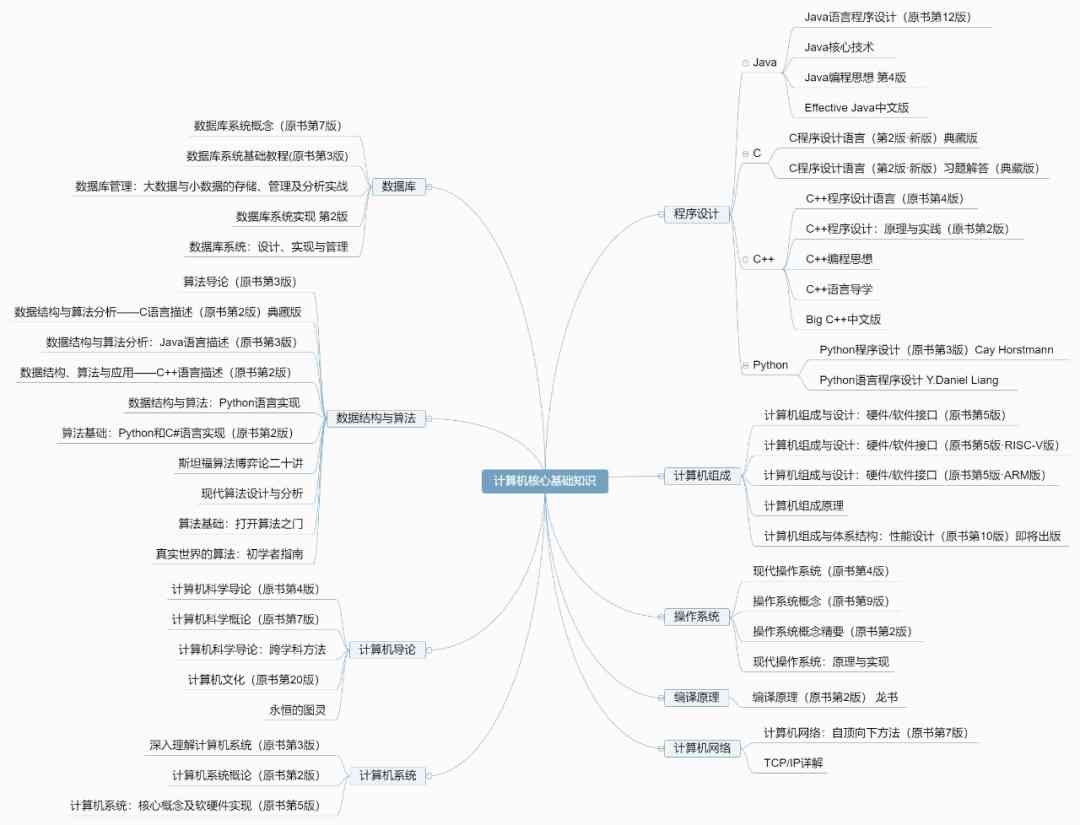 计算机核心基础知识
程序设计
Java
Java语言程序设计（原书第12版）
Java核心技术
Java编程思想 第4版
Effective Java中文版
C
C程序设计语言（第2版·新版）典藏版
C程序设计语言（第2版·新版）习题解答（典藏版）
C++
C++程序设计语言（原书第4版）
C++程序设计：原理与实践（原书第2版）
C++编程思想
C++语言导学
Big C++中文版
Python
Python程序设计（原书第3版）Cay Horstmann
Python语言程序设计 Y.Daniel Liang
计算机组成
计算机组成与设计：硬件/软件接口（原书第5版）
计算机组成与设计：硬件/软件接口（原书第5版·RISC-V版）
计算机组成与设计：硬件/软件接口（原书第5版·ARM版）
计算机组成原理
计算机组成与体系结构：性能设计（原书第10版）即将出版
操作系统
现代操作系统（原书第4版）
操作系统概念（原书第9版）
操作系统概念精要（原书第2版）
现代操作系统：原理与实现
编译原理
编译原理（原书第2版） 龙书
计算机网络
计算机网络：自顶向下方法（原书第7版）
TCP/IP详解
数据库
数据库系统概念（原书第7版）
数据库系统基础教程(原书第3版)
数据库管理：大数据与小数据的存储、管理及分析实战
数据库系统实现 第2版
数据库系统：设计、实现与管理
数据结构与算法
算法导论（原书第3版）
数据结构与算法分析——C语言描述（原书第2版）典藏版
数据结构与算法分析：Java语言描述（原书第3版）
数据结构、算法与应用——C++语言描述（原书第2版）
数据结构与算法：Python语言实现
算法基础：Python和C#语言实现（原书第2版）
斯坦福算法博弈论二十讲
现代算法设计与分析
算法基础：打开算法之门
真实世界的算法：初学者指南
计算机导论
计算机科学导论（原书第4版）
计算机科学概论（原书第7版）
计算机科学导论：跨学科方法
计算机文化（原书第20版）
永恒的图灵
计算机系统
深入理解计算机系统（原书第3版）
计算机系统概论（原书第2版）
计算机系统：核心概念及软硬件实现（原书第5版）